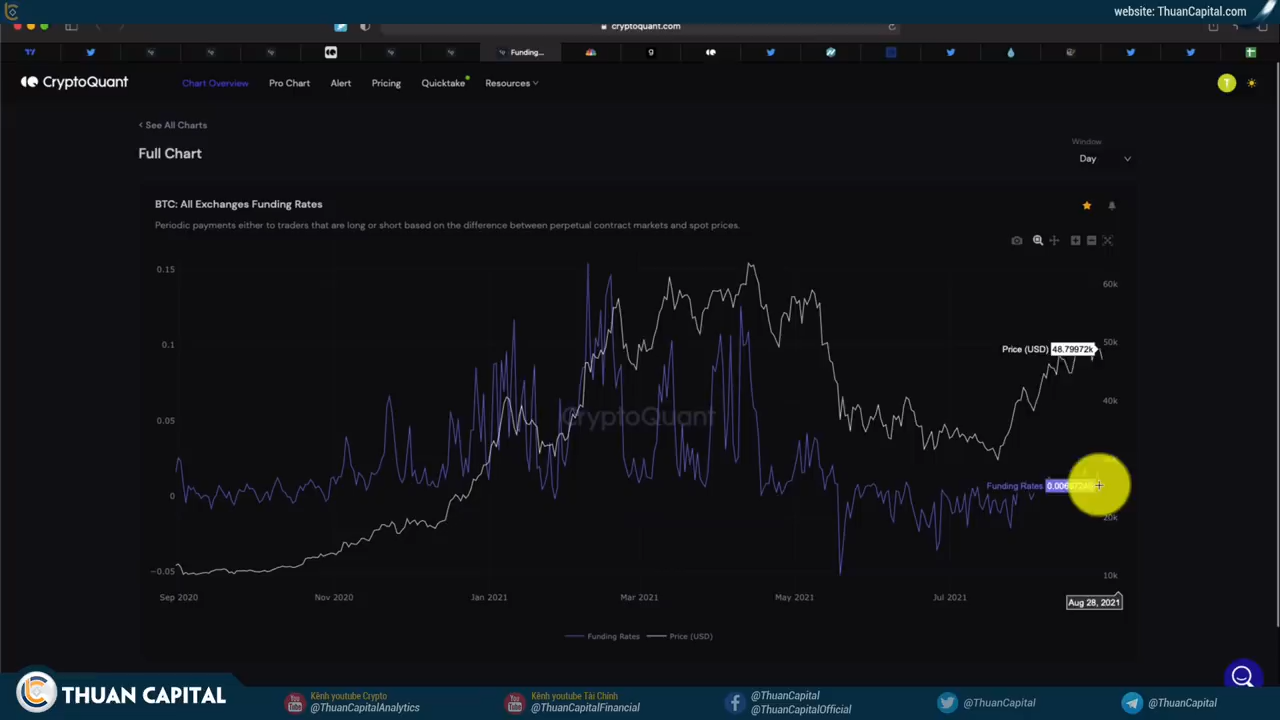 website: ThuanCapital.com
cryptoquant.com
Funding...
CryptoQuant
Chart Overview
Pro Chart
Alert
Pricing
Quicktake
Resources
See All Charts
Full Chart
Window
Day
BTC: All Exchanges Funding Rates
Periodic payments either to traders that are long or short based on the difference between perpetual contract markets and spot prices.
0.15
0.1
0.05
0
−0.05
60k
50k
40k
20k
10k
Price (USD) 48.79972k
CryptoQuant
Funding Rates
Sep 2020
Nov 2020
Jan 2021
Mar 2021
May 2021
Jul 2021
Aug 28, 2021
Funding Rates
Price (USD)
THUAN CAPITAL
Kênh youtube Crypto
@ThuanCapitalAnalytics
Kênh youtube Tài Chính
@ThuanCapitalFinancial
@ThuanCapital
@ThuanCapitalOfficial
@ThuanCapital
@ThuanCapital